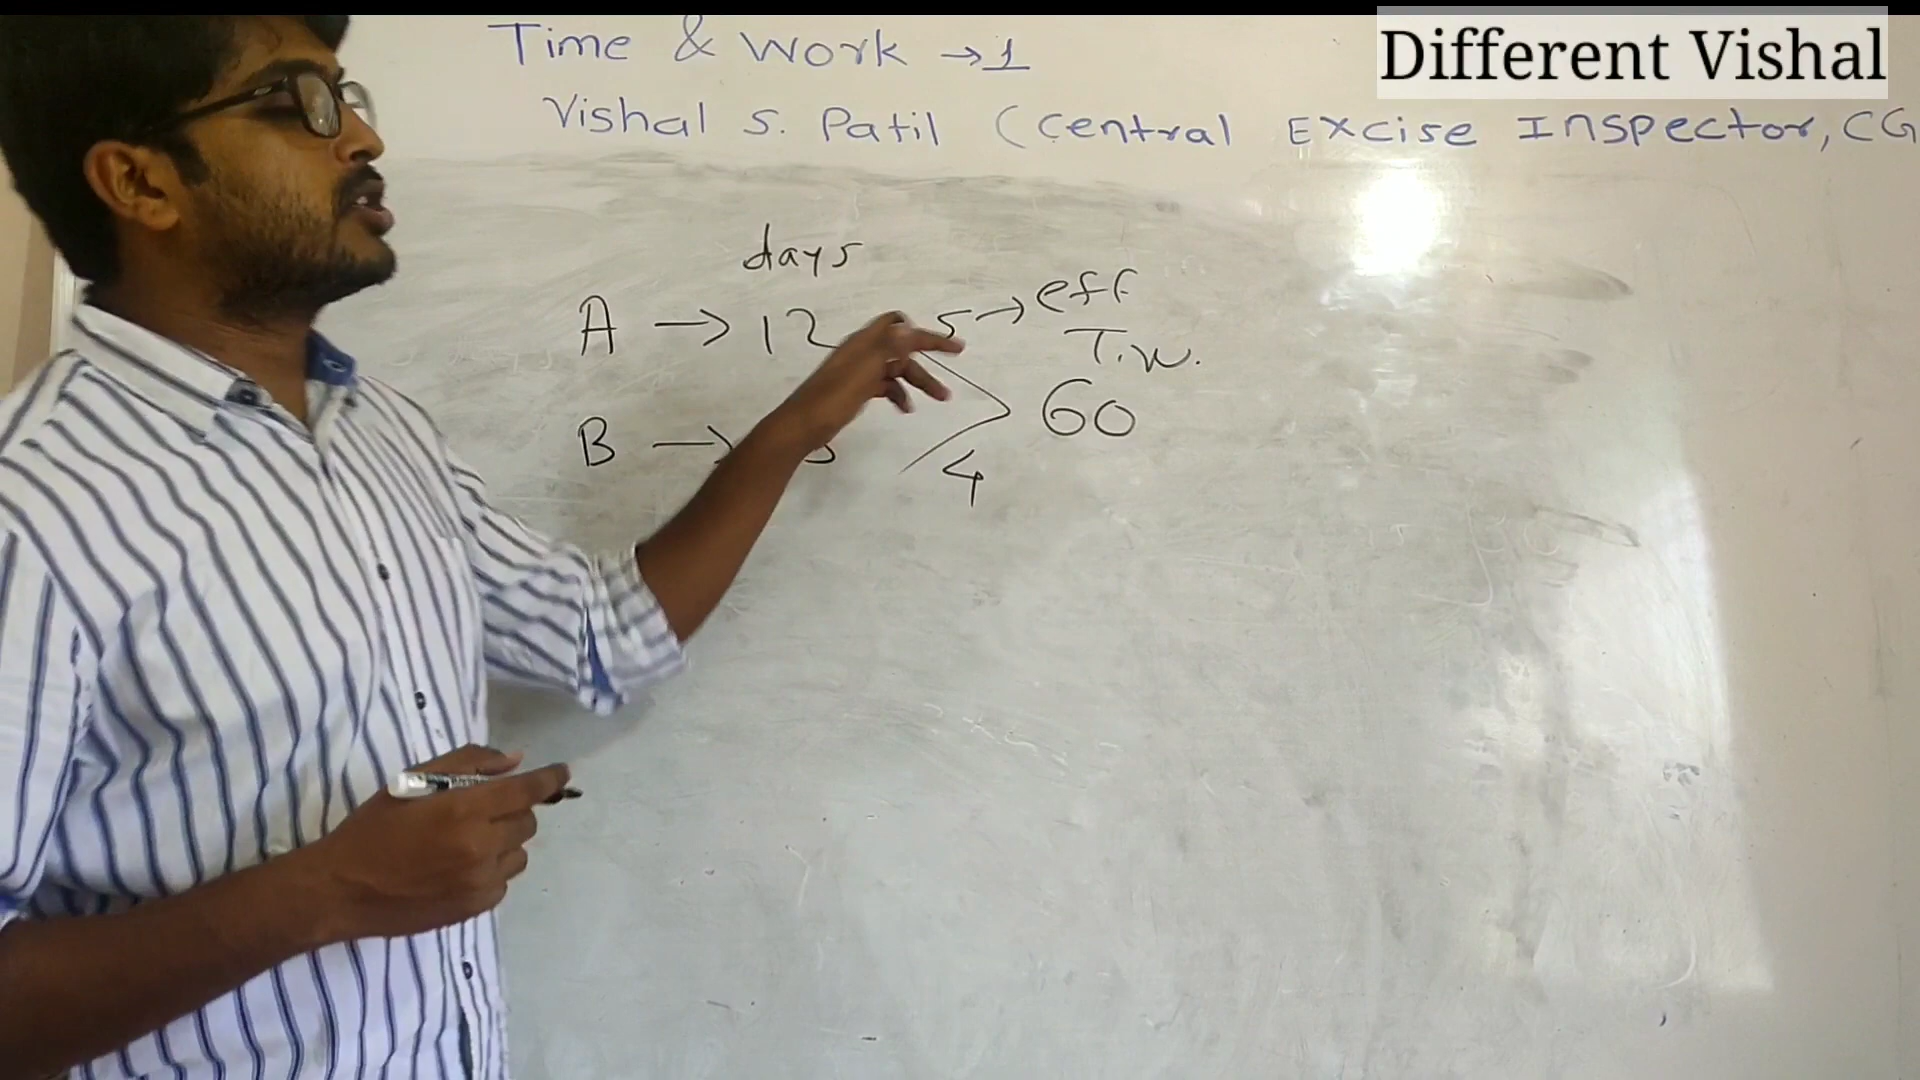 Different Vishal
Time & Work → 1
Vishal S. Patil (Central Excise Inspector, CG
days
A → 12 5 → eff
T.W.
60
B → 4